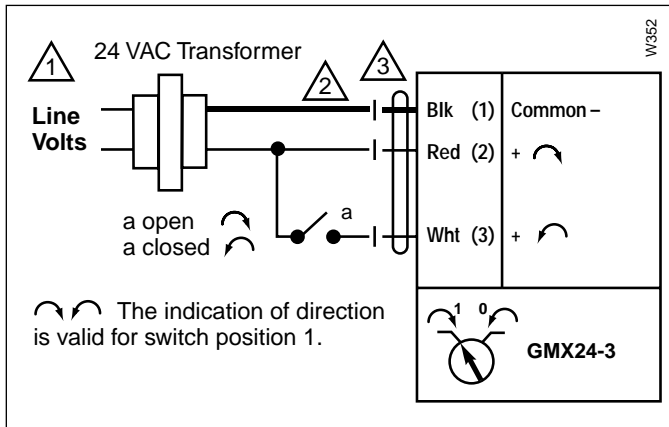 W352
1 24 VAC Transformer 2 3
Line
Volts
Blk (1) Common –
Red (2) +
a open
a closed
a
Wht (3) +
The indication of direction
is valid for switch position 1.
1 0
GMX24-3